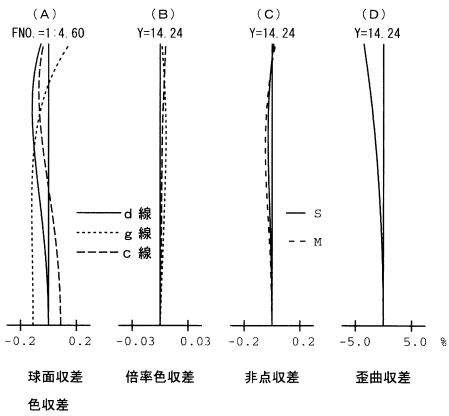 (A) (B) (C) (D)
FNO.=1:4.60 Y=14.24 Y=14.24 Y=14.24
d 線
g 線
c 線
S
M
-0.2 0.2 -0.03 0.03 -0.2 0.2 -5.0 5.0 %
球面収差 倍率色収差 非点収差 歪曲収差
色収差